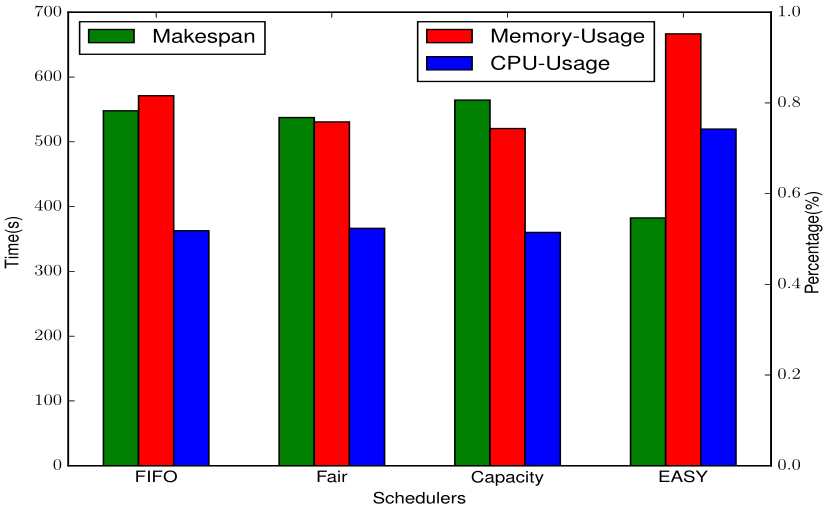 700
600
500
400
300
200
100
0
Time(s)
Makespan
Memory-Usage
CPU-Usage
1.0
0.8
0.6
0.4
0.2
0.0
Percentage(%)
FIFO Fair Capacity EASY
Schedulers